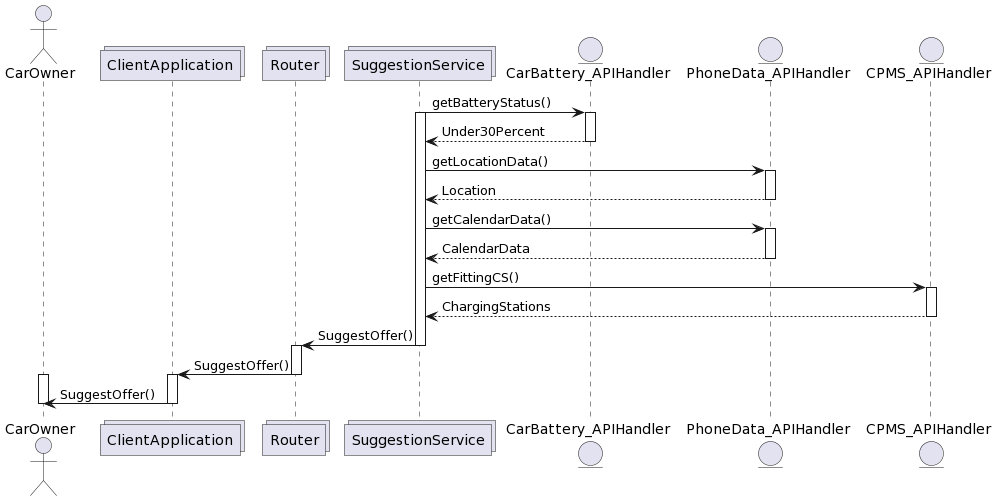 CarOwner
ClientApplication
Router
SuggestionService
CarBattery_APIHandler
PhoneData_APIHandler
CPMS_APIHandler
getBatteryStatus()
Under30Percent
getLocationData()
Location
getCalendarData()
CalendarData
getFittingCS()
ChargingStations
SuggestOffer()
SuggestOffer()
SuggestOffer()
CarOwner
ClientApplication
Router
SuggestionService
CarBattery_APIHandler
PhoneData_APIHandler
CPMS_APIHandler